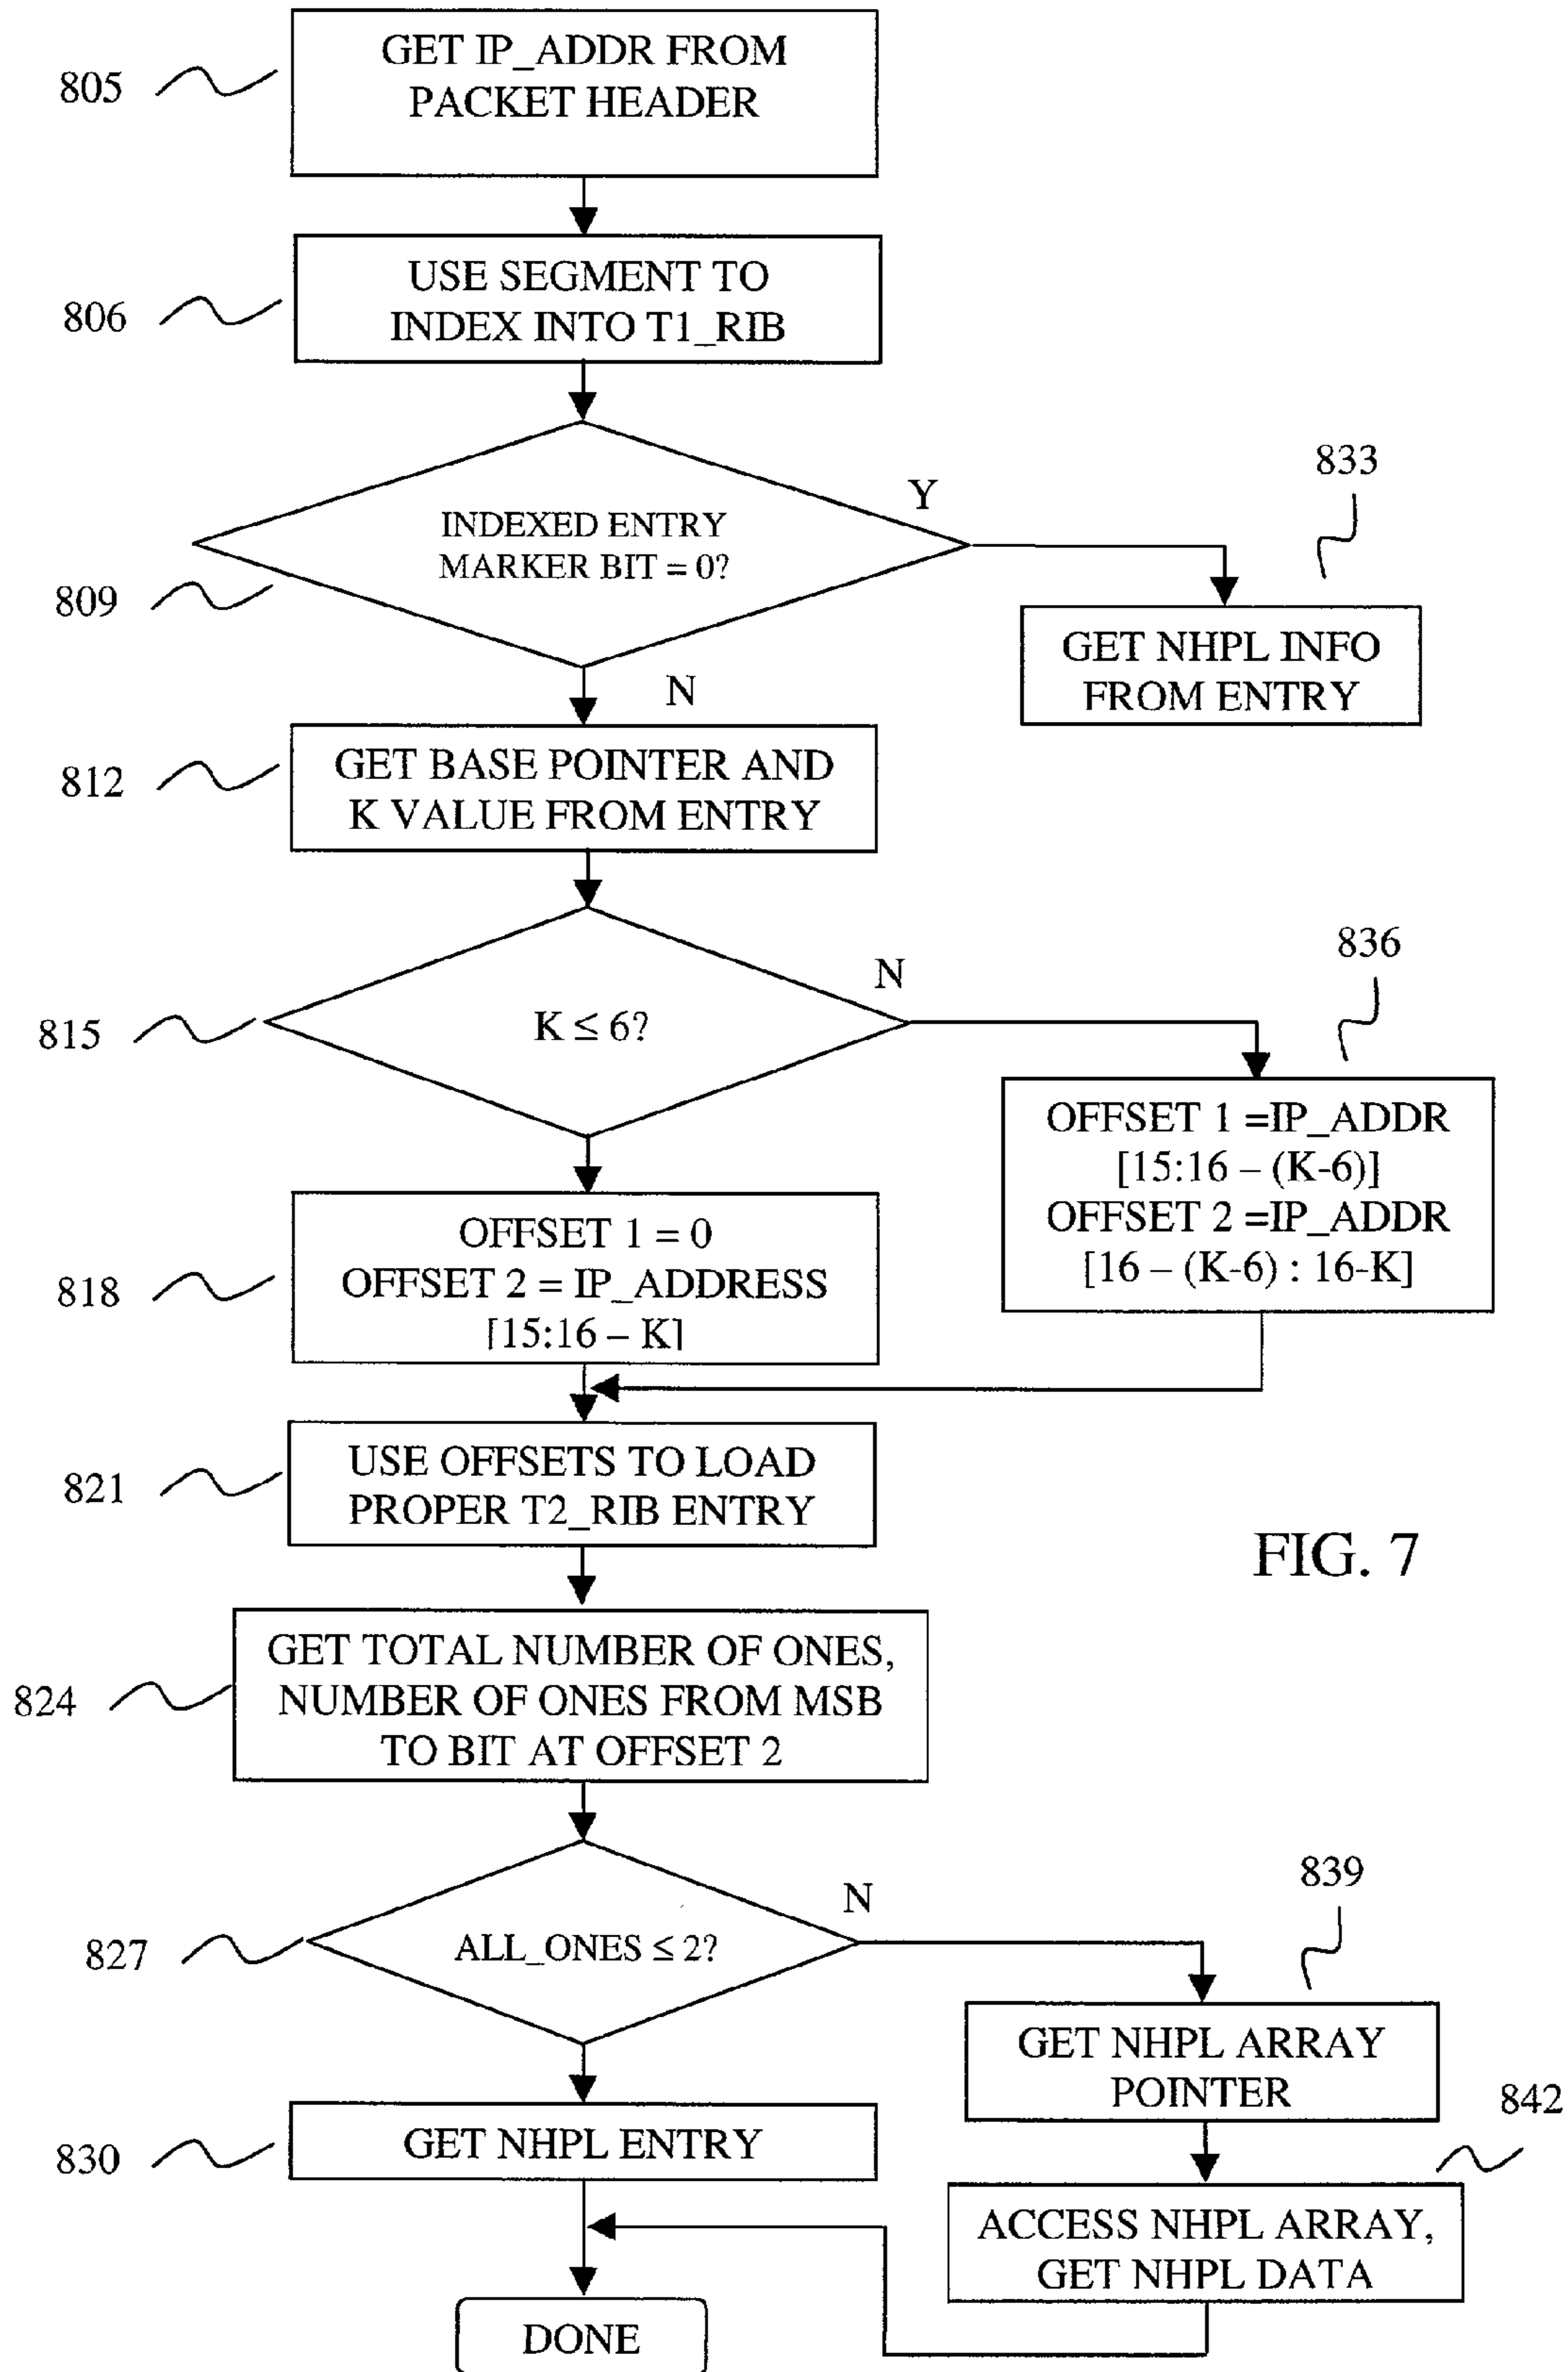 805
GET IP_ADDR FROM
PACKET HEADER
806
USE SEGMENT TO
INDEX INTO T1_RIB
809
INDEXED ENTRY
MARKER BIT = 0?
Y
N
833
GET NHPL INFO
FROM ENTRY
812
GET BASE POINTER AND
K VALUE FROM ENTRY
815
K ≤ 6?
N
836
OFFSET 1 =IP_ADDR
[15:16 – (K-6)]
OFFSET 2 =IP_ADDR
[16 – (K-6) : 16-K]
818
OFFSET 1 = 0
OFFSET 2 = IP_ADDRESS
[15:16 – K]
821
USE OFFSETS TO LOAD
PROPER T2_RIB ENTRY
FIG. 7
824
GET TOTAL NUMBER OF ONES,
NUMBER OF ONES FROM MSB
TO BIT AT OFFSET 2
827
ALL_ONES ≤ 2?
N
839
GET NHPL ARRAY
POINTER
830
GET NHPL ENTRY
842
ACCESS NHPL ARRAY,
GET NHPL DATA
DONE